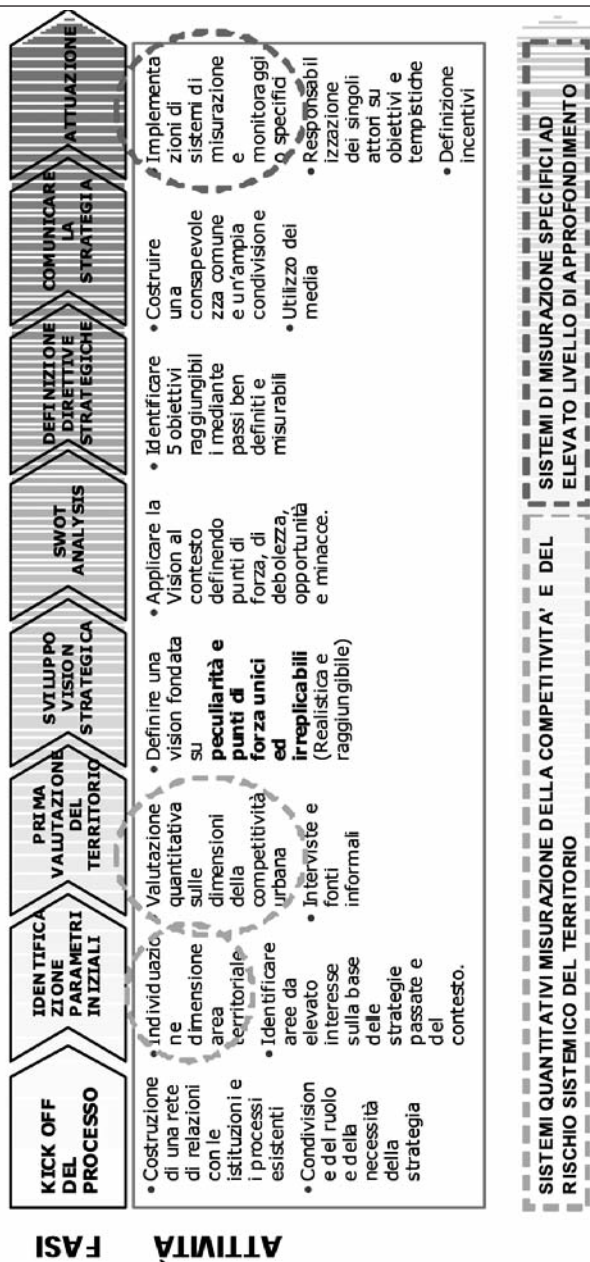 FASI
KICK OFF
DEL
PROCESSO
IDENTIFICA
ZIONE
PARAMETRI
INIZIALI
PRIMA
VALUTAZIONE
DEL
TERRITORIO
SVILUPPO
VISION
STRATEGICA
SWOT
ANALYSIS
DEFINIZIONE
DIRETTIVE
STRATEGICHE
COMUNICARE
LA
STRATEGIA
ATTUAZIONE
ATTIVITÀ
• Costruzione
di una rete
di relazioni
con le
istituzioni e
i processi
esistenti
• Condivision
e del ruolo
e della
necessità
della
strategia
• Individuazio
ne
dimensione
area
territoriale
• Identificare
aree da
elevato
interesse
sulla base
delle
strategie
passate e
del
contesto.
• Valutazione
quantitativa
sulle
dimensioni
della
competitività
urbana
• Interviste e
fonti
informali
• Definire una
vision fondata
su
peculiarità e
punti di
forza unici
ed
irreplicabili
(Realistica e
raggiungibile)
• Applicare la
Vision al
contesto
definendo
punti di
forza, di
debolezza,
opportunità
e minacce.
• Identificare
5 obiettivi
raggiungibil
i mediante
passi ben
definiti e
misurabili
• Costruire
una
consapevole
zza comune
e un'ampia
condivisione
• Utilizzo dei
media
• Implementa
zioni di
sistemi di
misurazione
e
monitoraggi
o specifici
• Responsabil
izzazione
dei singoli
attori su
obiettivi e
tempistiche
• Definizione
incentivi
SISTEMI QUANTITATIVI MISURAZIONE DELLA COMPETITIVITA' E DEL
RISCHIO SISTEMICO DEL TERRITORIO
SISTEMI DI MISURAZIONE SPECIFICI AD
ELEVATO LIVELLO DI APPROFONDIMENTO